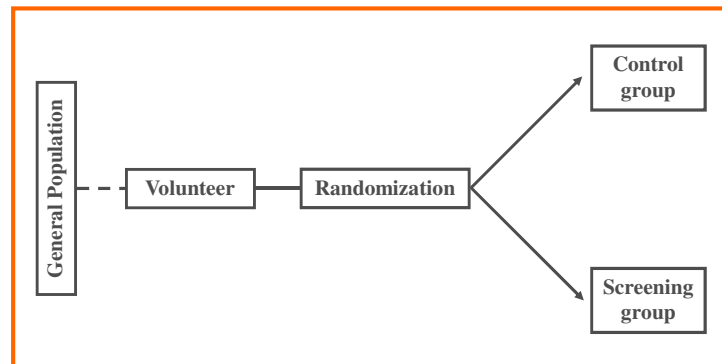 General Population
Volunteer
Randomization
Control
group
Screening
group